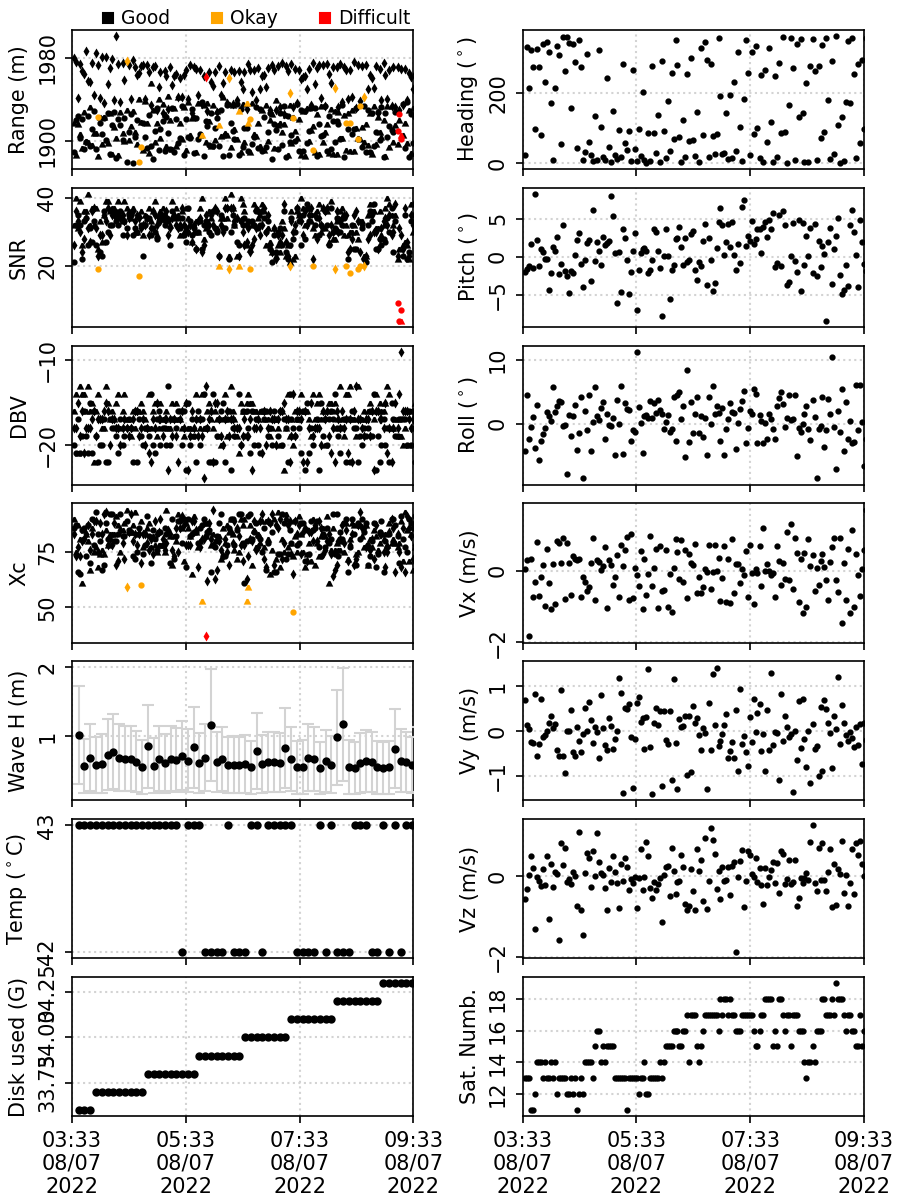 Good Okay Difficult
Range (m) 1980 1900
Heading (°) 200 0
SNR 40 20
Pitch (°) 5 0 −5
DBV −10 −20
Roll (°) 10 0
Xc 75 50
Vx (m/s) 0 −2
Wave H (m) 2 1
Vy (m/s) 1 0 −1
Temp (°C) 43 42
Vz (m/s) 0 −2
Disk used (G) 34.25 34.00 33.75
Sat. Numb. 18 16 14 12
03:33 05:33 07:33 09:33 03:33 05:33 07:33 09:33
08/07 08/07 08/07 08/07 08/07 08/07 08/07 08/07
2022 2022 2022 2022 2022 2022 2022 2022